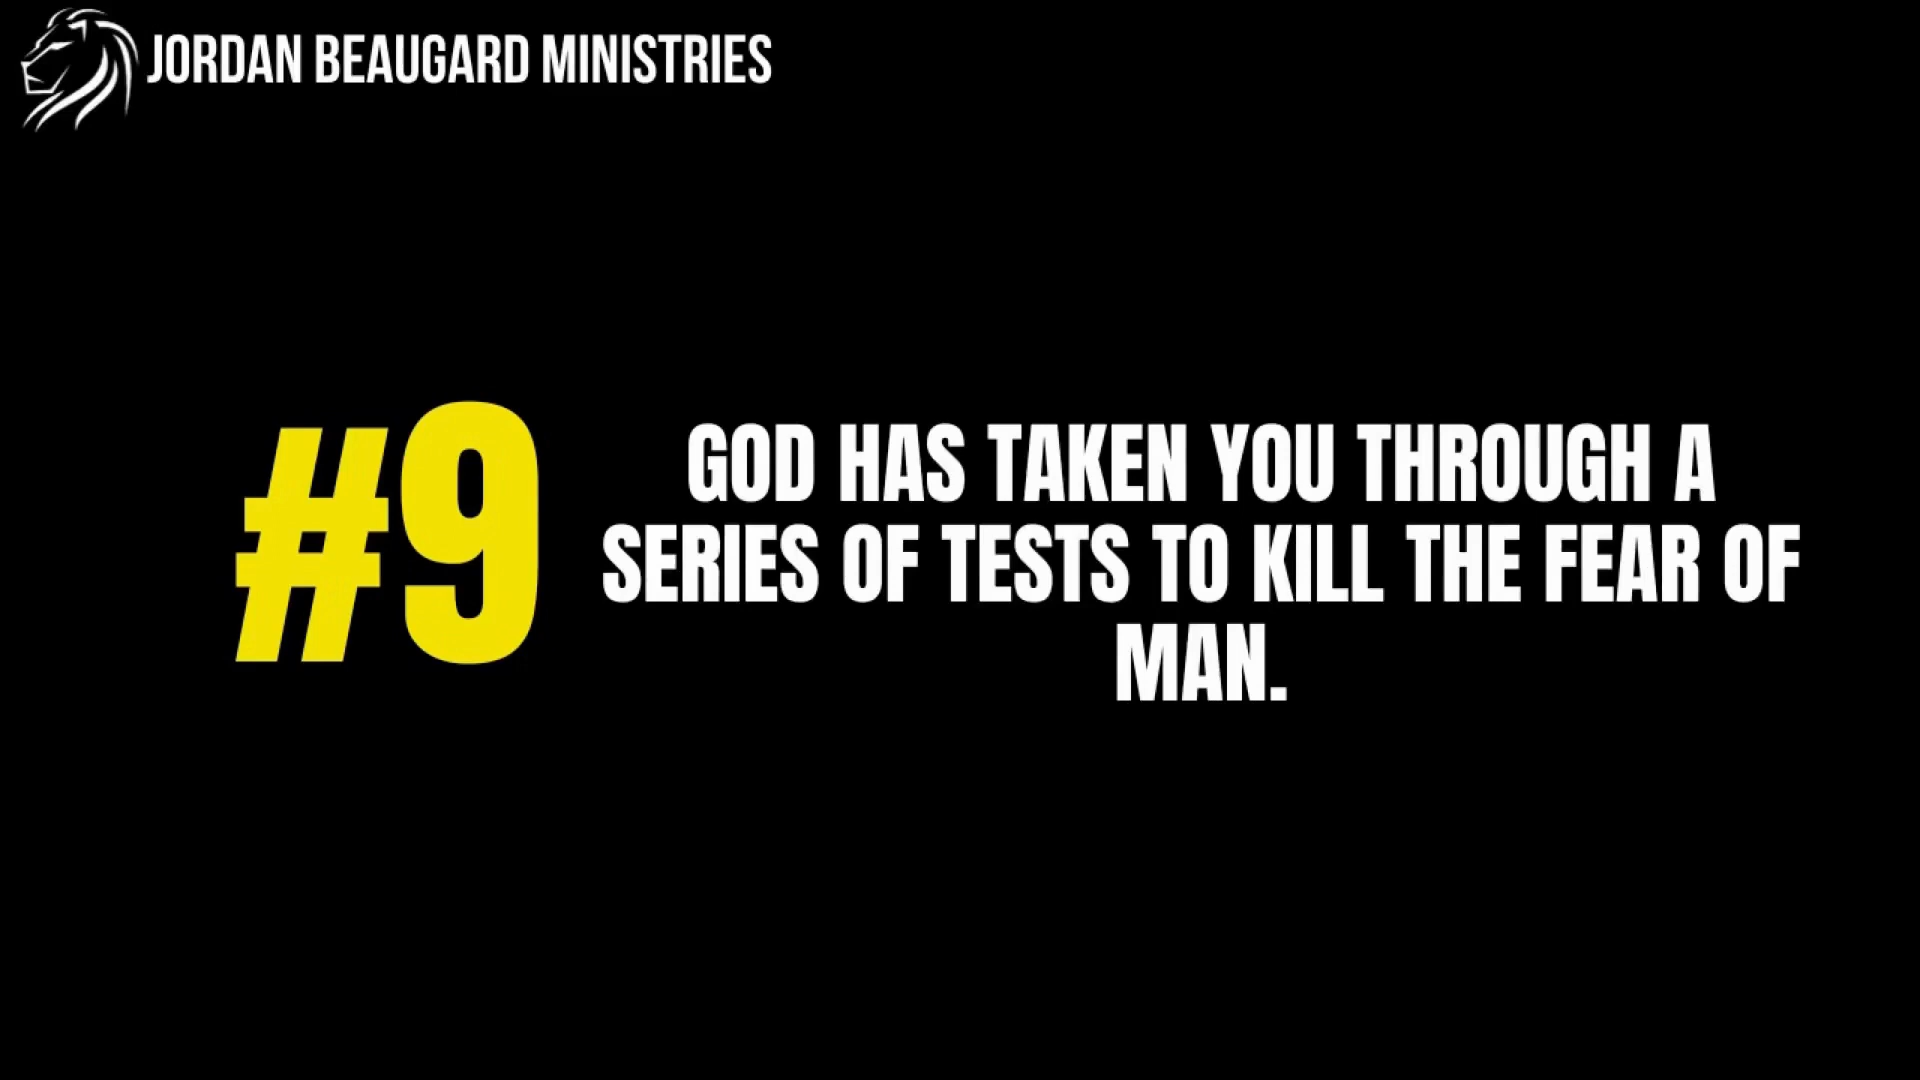 JORDAN BEAUGARD MINISTRIES
#9
GOD HAS TAKEN YOU THROUGH A
SERIES OF TESTS TO KILL THE FEAR OF
MAN.